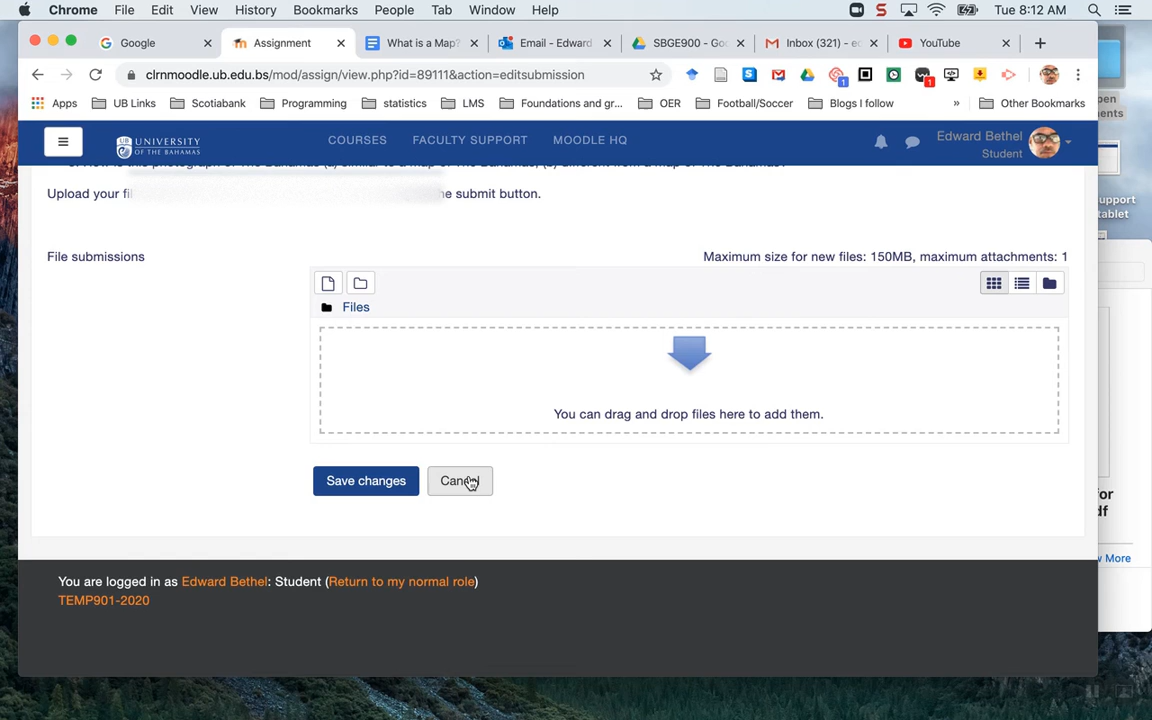 Chrome File Edit View History Bookmarks People Tab Window Help Tue 8:12 AM
Google Assignment What is a Map? Email - Edward SBGE900 - Go Inbox (321) - e YouTube
clrnmoodle.ub.edu.bs/mod/assign/view.php?id=89111&action=editsubmission
Apps UB Links Scotiabank Programming statistics LMS Foundations and gr... OER Football/Soccer Blogs I follow » Other Bookmarks
UNIVERSITY OF THE BAHAMAS COURSES FACULTY SUPPORT MOODLE HQ Edward Bethel Student
Upload your fil he submit button.
File submissions Maximum size for new files: 150MB, maximum attachments: 1
Files
You can drag and drop files here to add them.
Save changes Cancel
You are logged in as Edward Bethel: Student (Return to my normal role)
TEMP901-2020